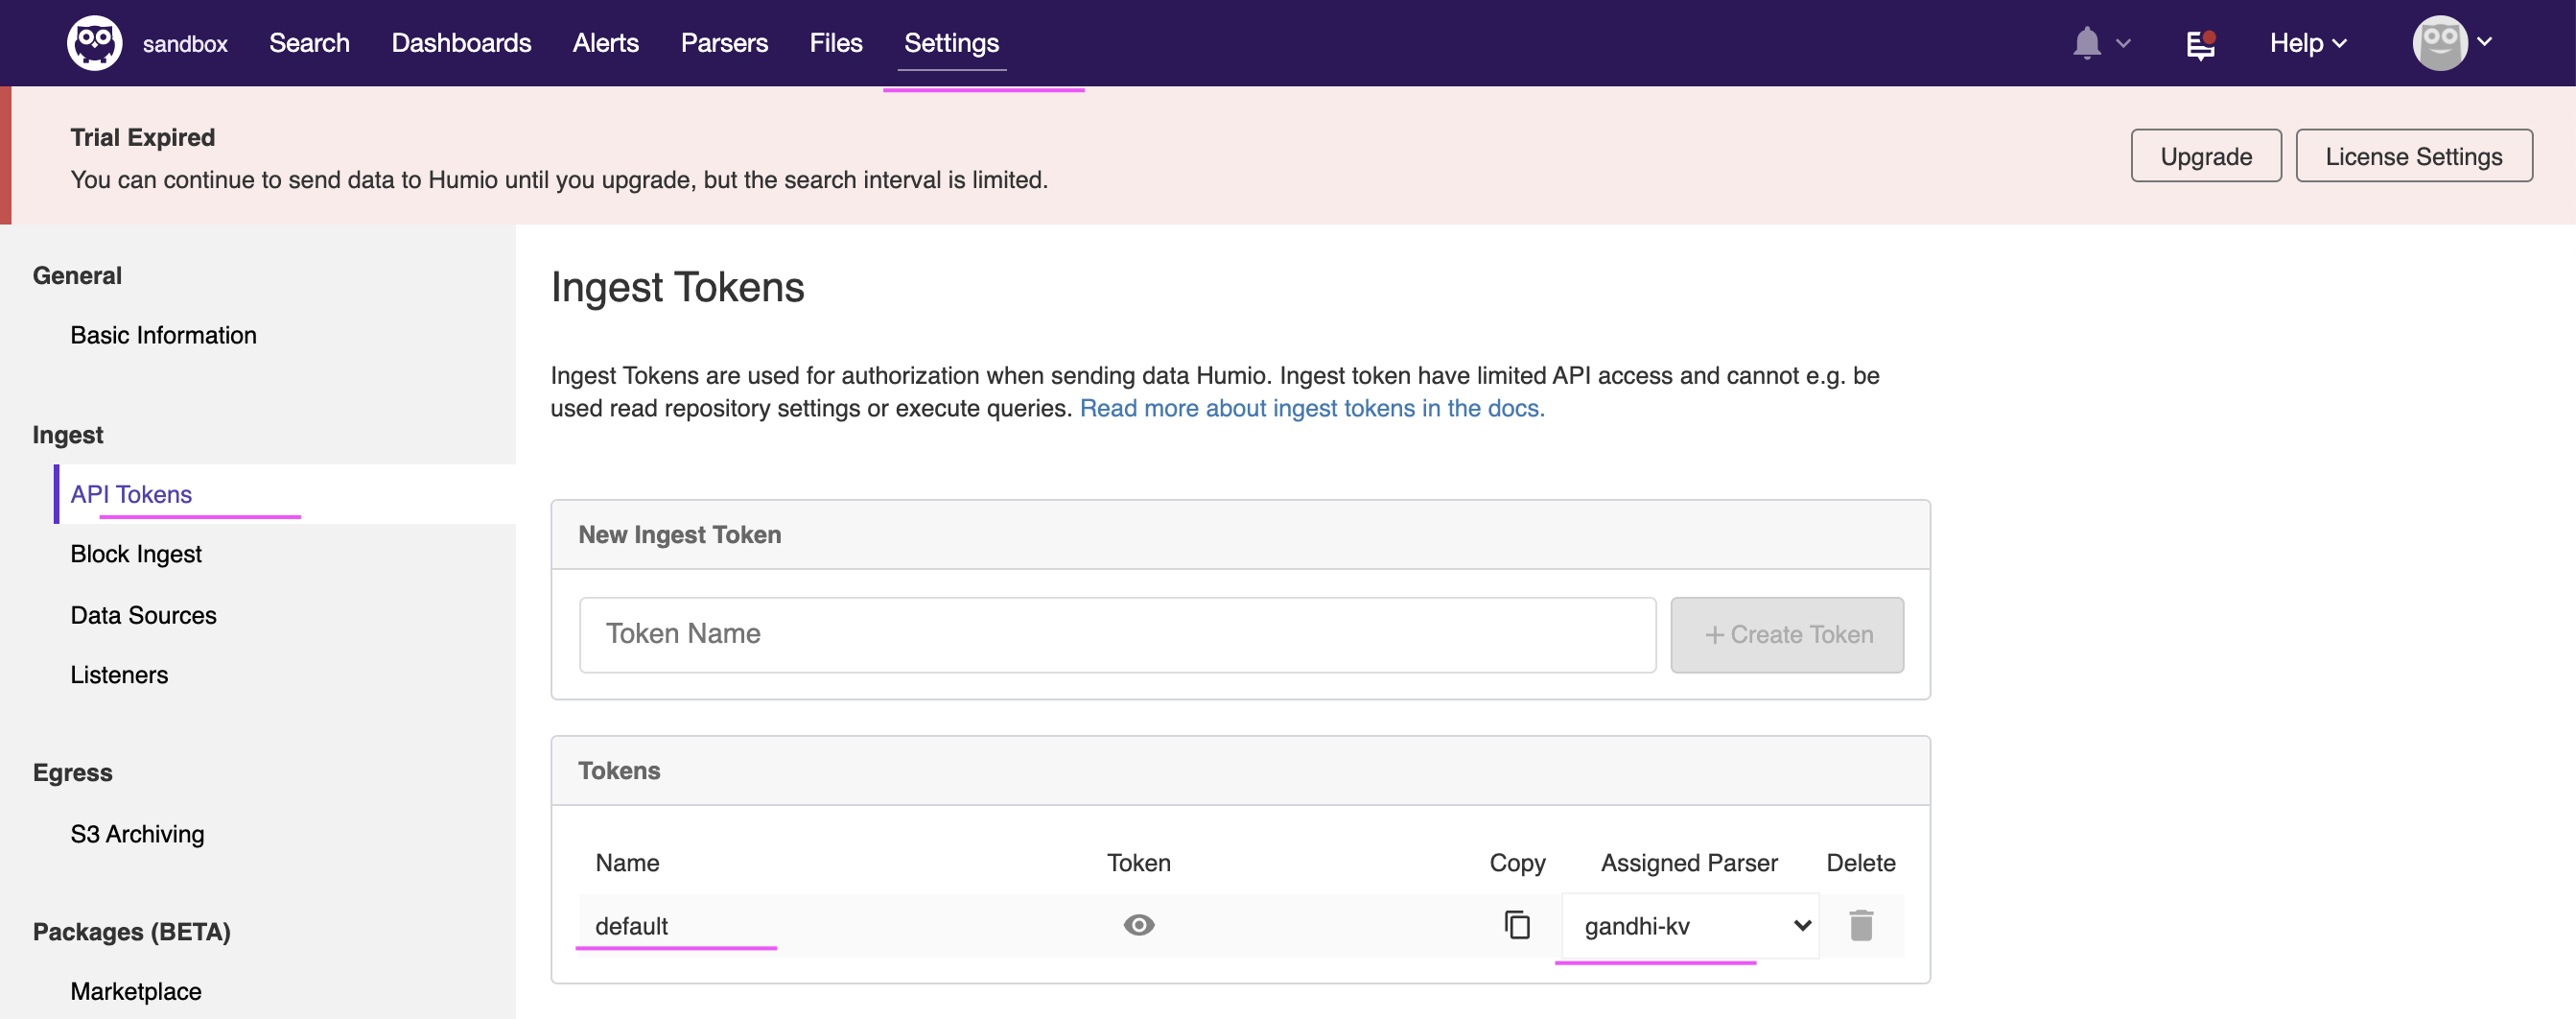 sandbox Search Dashboards Alerts Parsers Files Settings Help
Trial Expired
You can continue to send data to Humio until you upgrade, but the search interval is limited.
Upgrade License Settings
General
Basic Information
Ingest
API Tokens
Block Ingest
Data Sources
Listeners
Egress
S3 Archiving
Packages (BETA)
Marketplace
Ingest Tokens
Ingest Tokens are used for authorization when sending data Humio. Ingest token have limited API access and cannot e.g. be
used read repository settings or execute queries. Read more about ingest tokens in the docs.
New Ingest Token
Token Name + Create Token
Tokens
Name Token Copy Assigned Parser Delete
default gandhi-kv